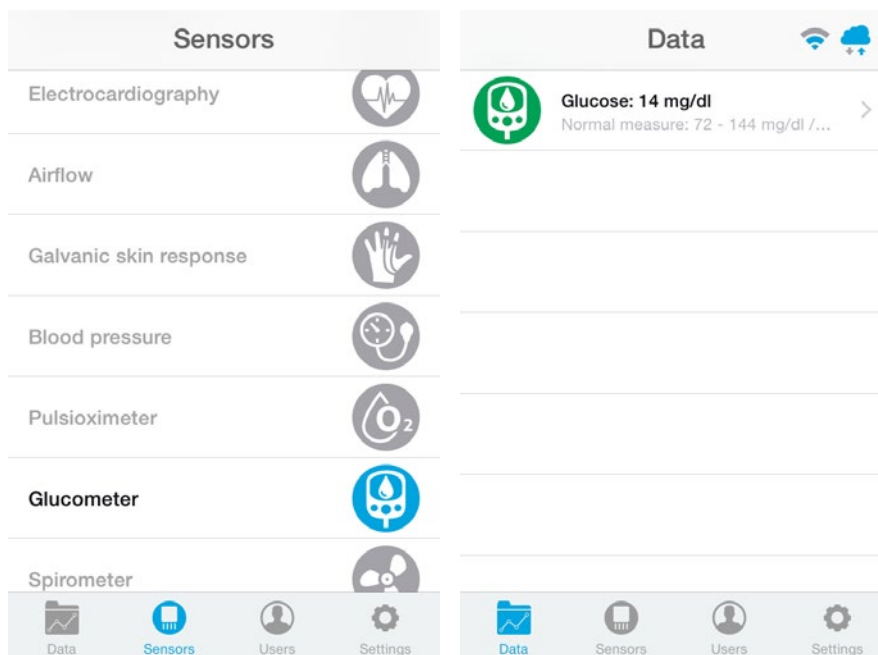 Sensors
Electrocardiography
Airflow
Galvanic skin response
Blood pressure
O2
Pulsioximeter
Glucometer
Spirometer
Data
Sensors
Users
Settings
Data
Glucose: 14 mg/dl
Normal measure: 72 - 144 mg/dl /...
Data
Sensors
Users
Settings